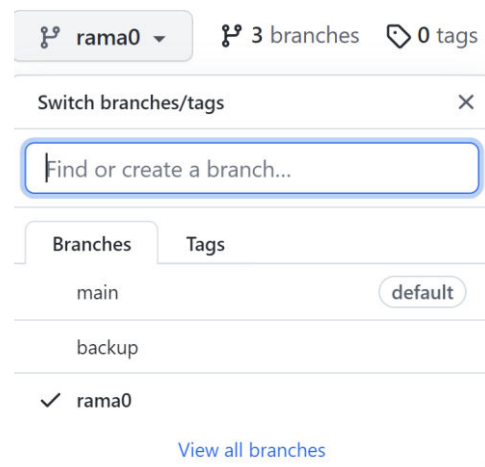 rama0 3 branches 0 tags
Switch branches/tags
Find or create a branch...
Branches Tags
main default
backup
rama0
View all branches